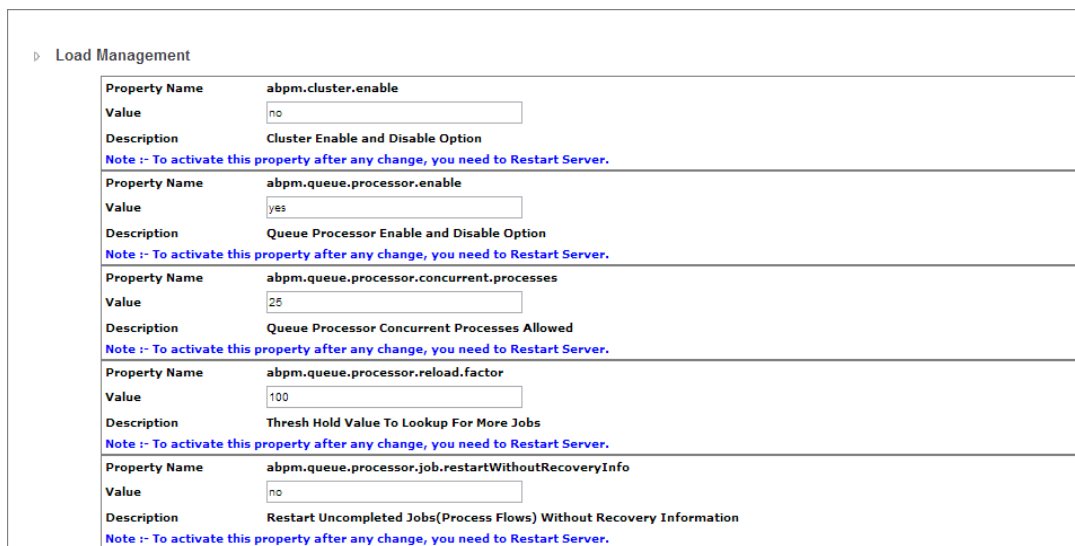 Load Management
Property Name abpm.cluster.enable
Value no
Description Cluster Enable and Disable Option
Note :- To activate this property after any change, you need to Restart Server.
Property Name abpm.queue.processor.enable
Value yes
Description Queue Processor Enable and Disable Option
Note :- To activate this property after any change, you need to Restart Server.
Property Name abpm.queue.processor.concurrent.processes
Value 25
Description Queue Processor Concurrent Processes Allowed
Note :- To activate this property after any change, you need to Restart Server.
Property Name abpm.queue.processor.reload.factor
Value 100
Description Thresh Hold Value To Lookup For More Jobs
Note :- To activate this property after any change, you need to Restart Server.
Property Name abpm.queue.processor.job.restartWithoutRecoveryInfo
Value no
Description Restart Uncompleted Jobs(Process Flows) Without Recovery Information
Note :- To activate this property after any change, you need to Restart Server.